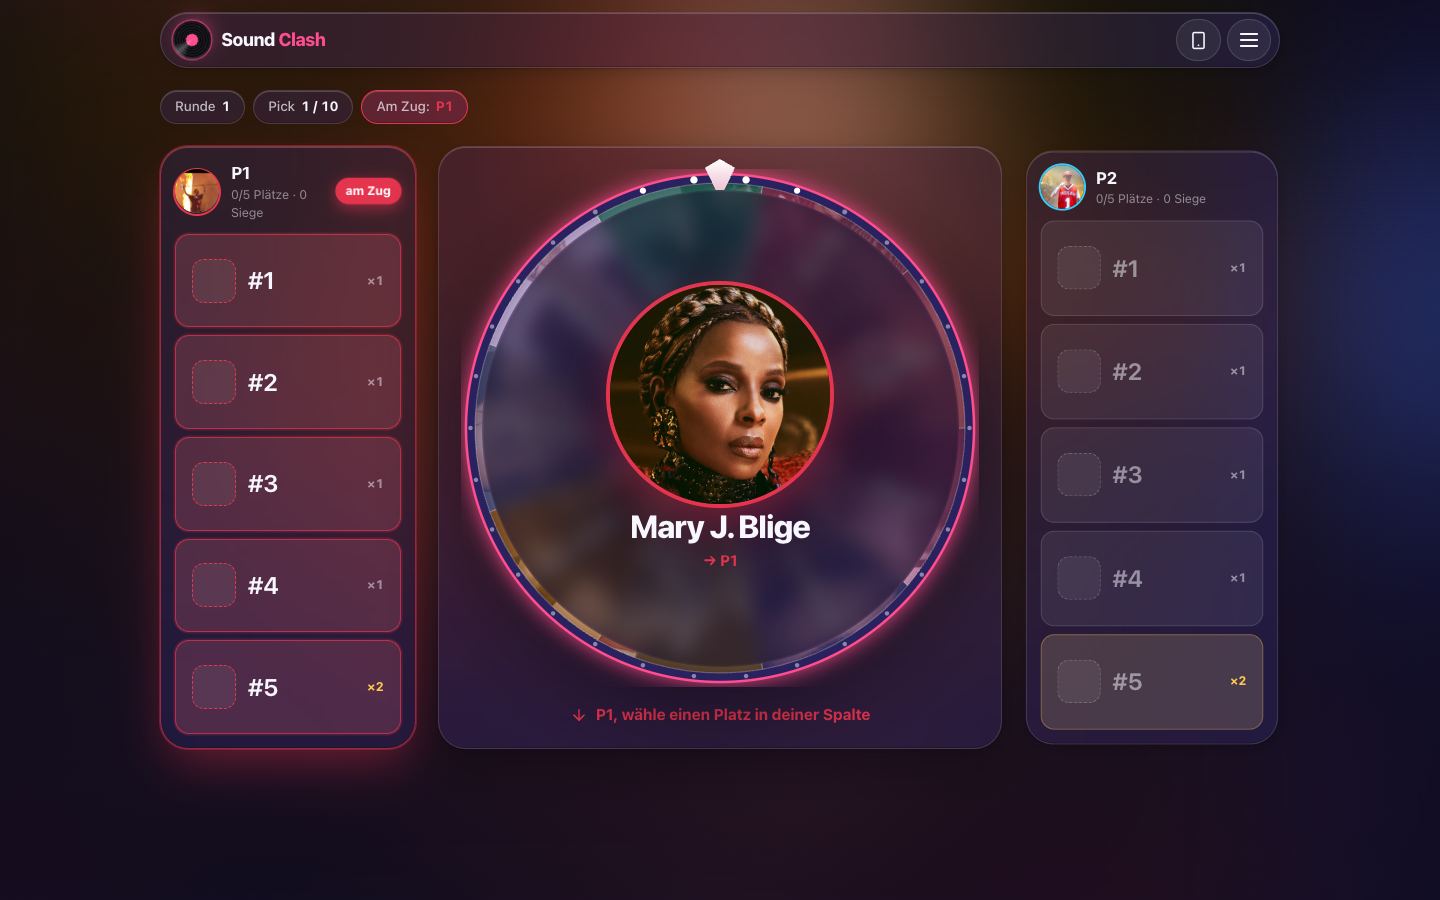 Sound Clash
Runde 1
Pick 1 / 10
Am Zug: P1
P1
0/5 Plätze · 0
Siege
am Zug
#1 ×1
#2 ×1
#3 ×1
#4 ×1
#5 ×2
Mary J. Blige
→ P1
↓ P1, wähle einen Platz in deiner Spalte
P2
0/5 Plätze · 0 Siege
#1 ×1
#2 ×1
#3 ×1
#4 ×1
#5 ×2